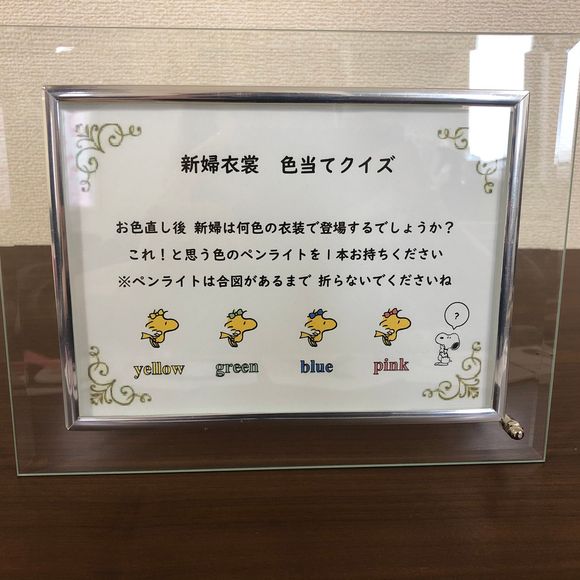 新婦衣裳　色当てクイズ
お色直し後 新婦は何色の衣装で登場するでしょうか？
これ！と思う色のペンライトを１本お持ちください
※ペンライトは合図があるまで 折らないでくださいね
?
yellow green blue pink